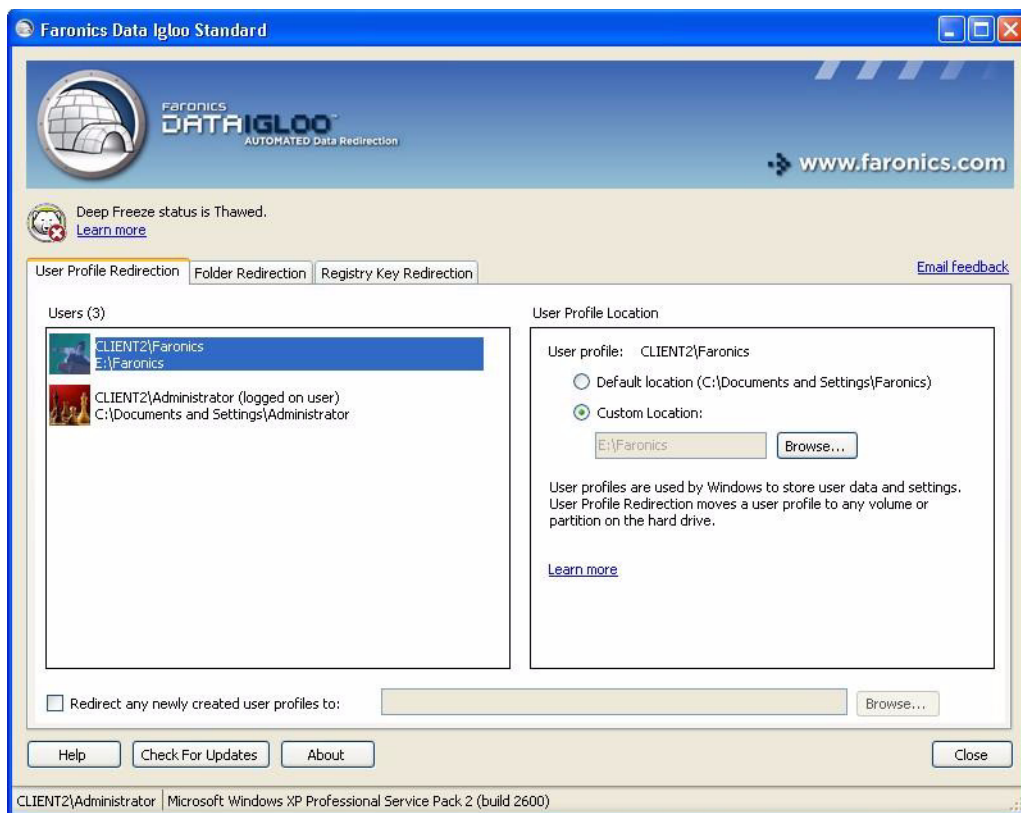 Faronics Data Igloo Standard
Faronics
DATAIGLOO™
AUTOMATED Data Redirection
www.faronics.com
Deep Freeze status is Thawed.
Learn more
User Profile Redirection
Folder Redirection
Registry Key Redirection
Email feedback
Users (3)
CLIENT2\Faronics
E:\Faronics
CLIENT2\Administrator (logged on user)
C:\Documents and Settings\Administrator
User Profile Location
User profile: CLIENT2\Faronics
Default location (C:\Documents and Settings\Faronics)
Custom Location:
E:\Faronics
Browse...
User profiles are used by Windows to store user data and settings.
User Profile Redirection moves a user profile to any volume or
partition on the hard drive.
Learn more
Redirect any newly created user profiles to:
Browse...
Help
Check For Updates
About
Close
CLIENT2\Administrator
Microsoft Windows XP Professional Service Pack 2 (build 2600)